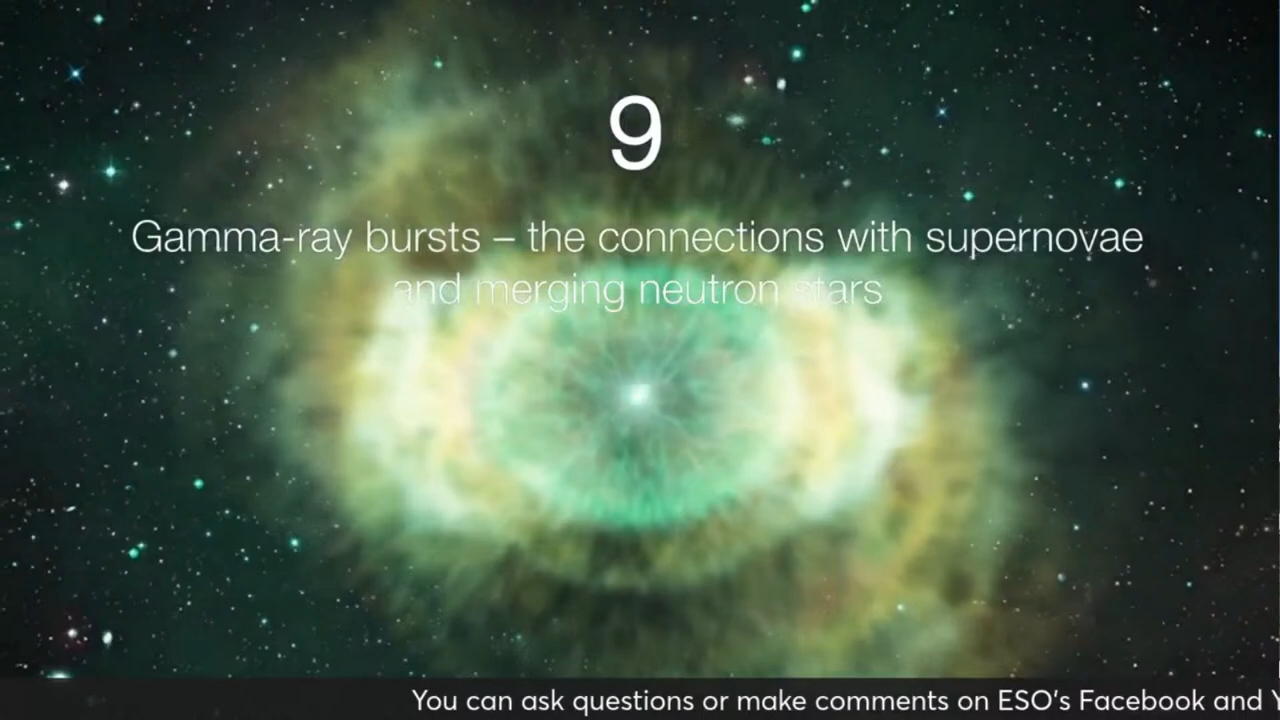 9
Gamma-ray bursts – the connections with supernovae
and merging neutron stars
You can ask questions or make comments on ESO's Facebook and